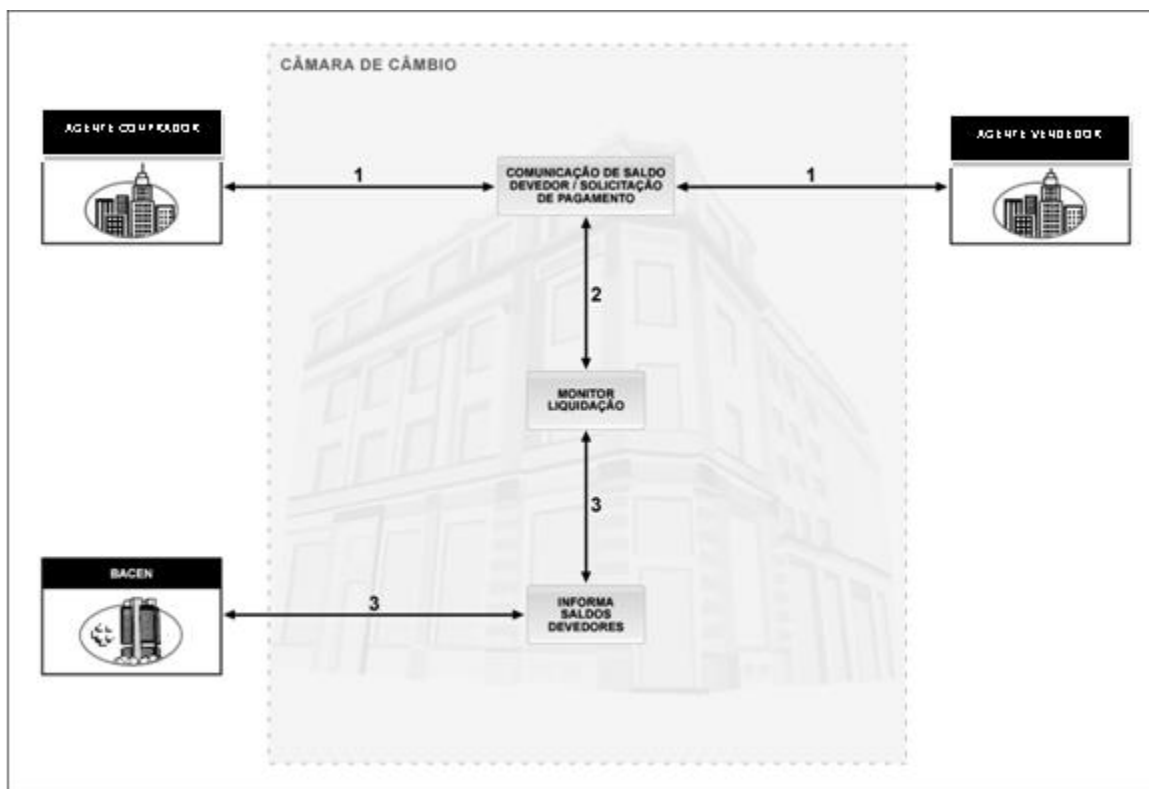 CÂMARA DE CÂMBIO
AGENTE COMPRADOR
AGENTE VENDEDOR
1
COMUNICAÇÃO DE SALDO
DEVEDOR / SOLICITAÇÃO
DE PAGAMENTO
1
2
MONITOR
LIQUIDAÇÃO
3
BACEN
3
INFORMA
SALDOS
DEVEDORES